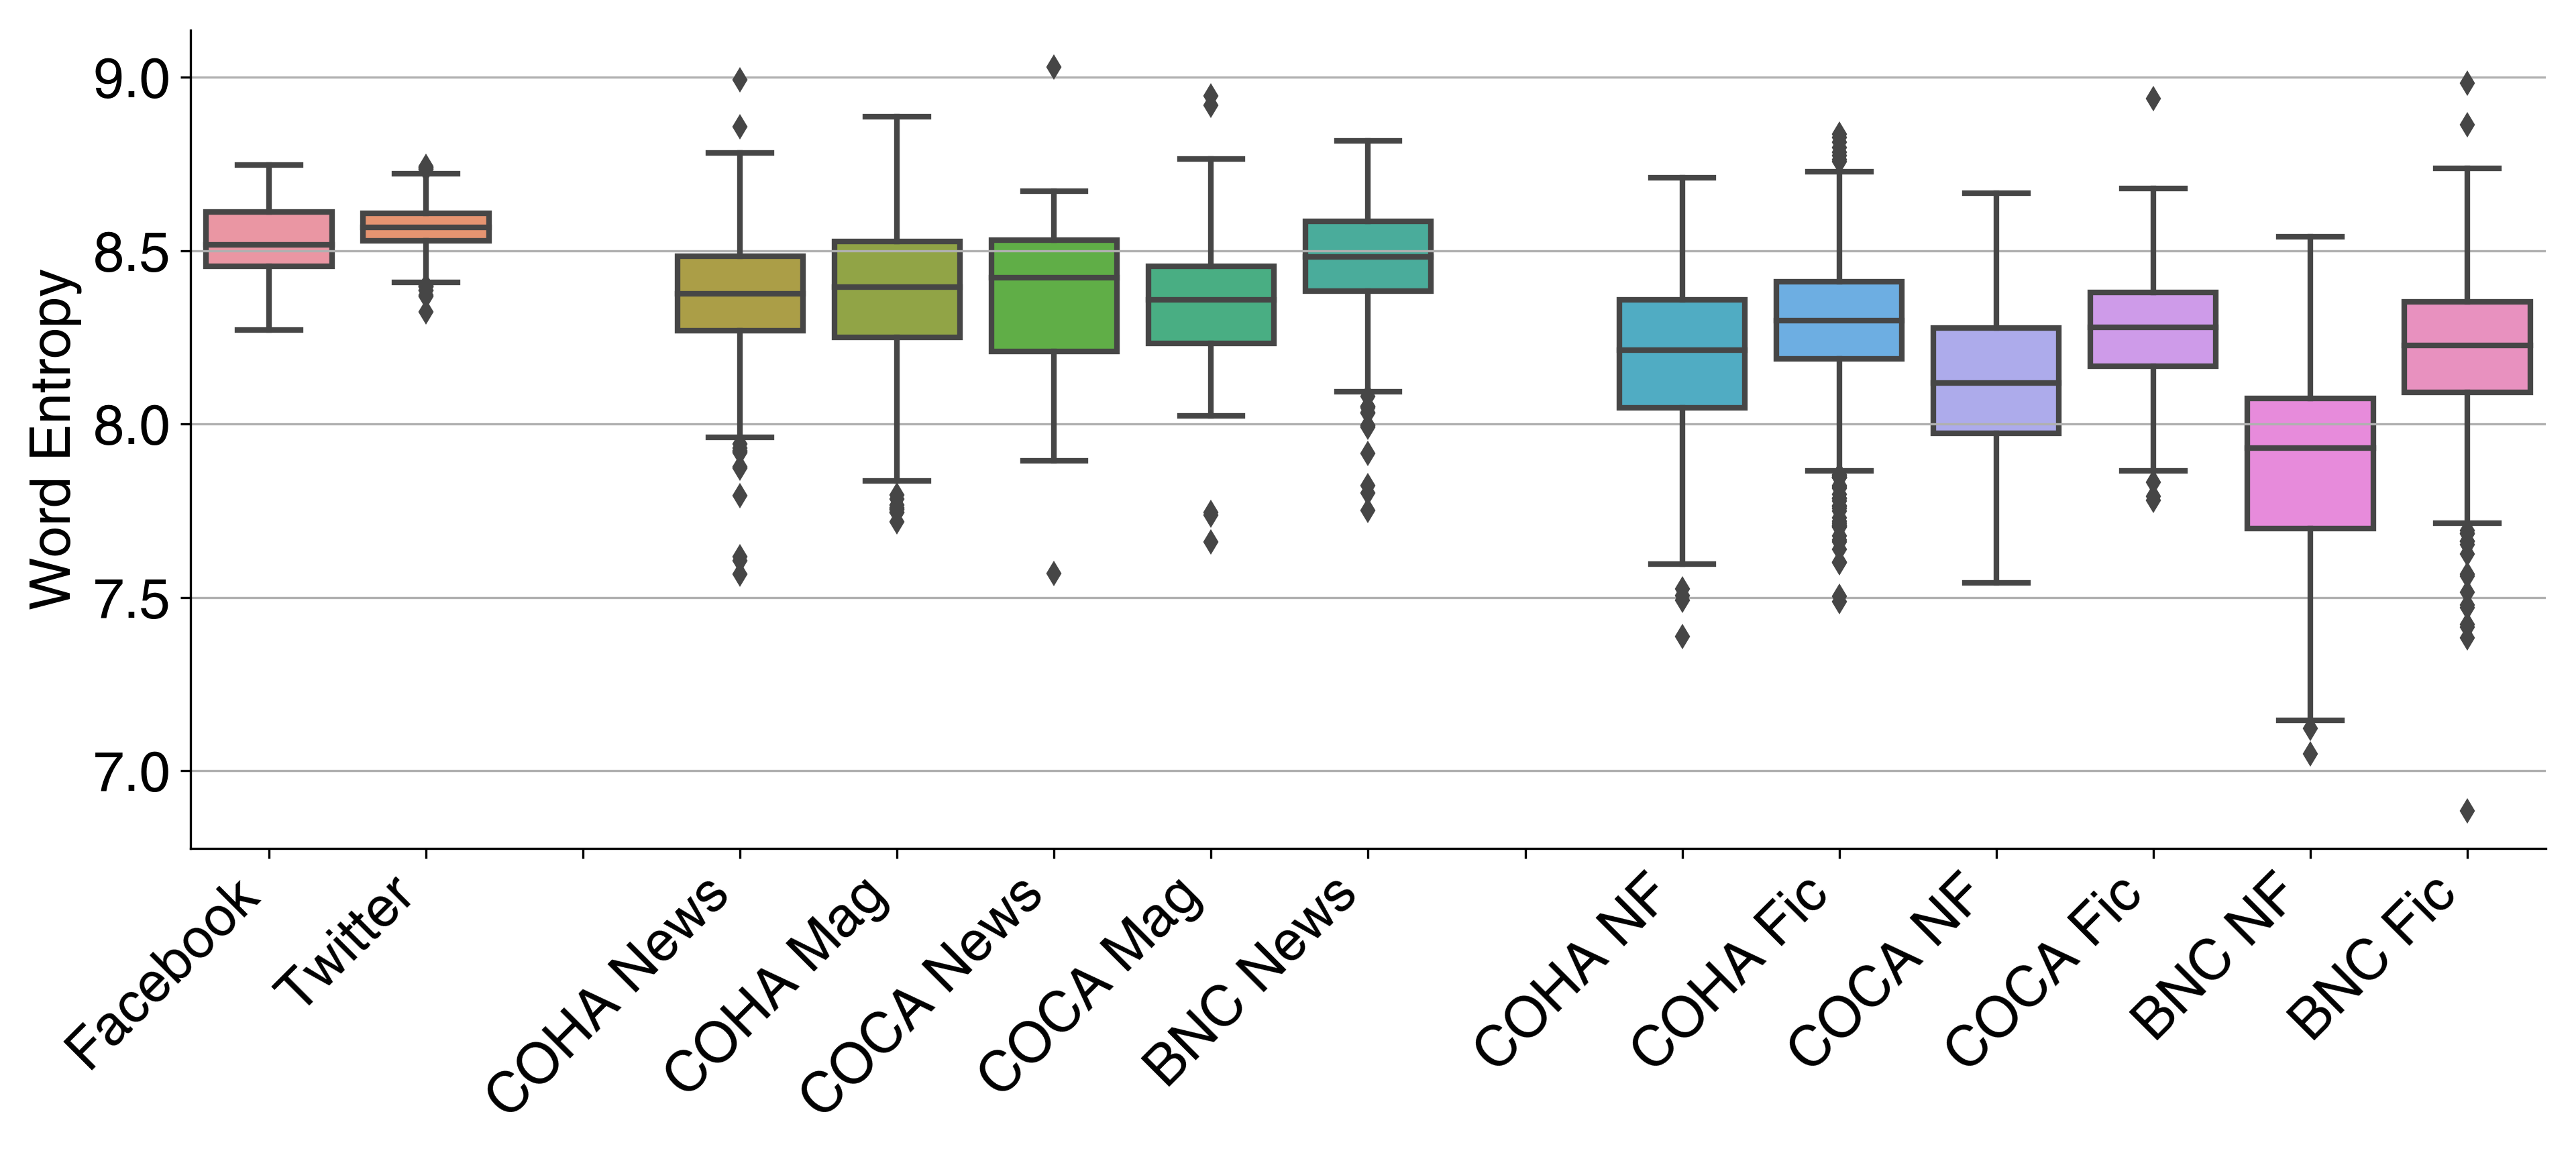 Word Entropy
9.0
8.5
8.0
7.5
7.0
Facebook
Twitter
COHA News
COHA Mag
COCA News
COCA Mag
BNC News
COHA NF
COHA Fic
COCA NF
COCA Fic
BNC NF
BNC Fic